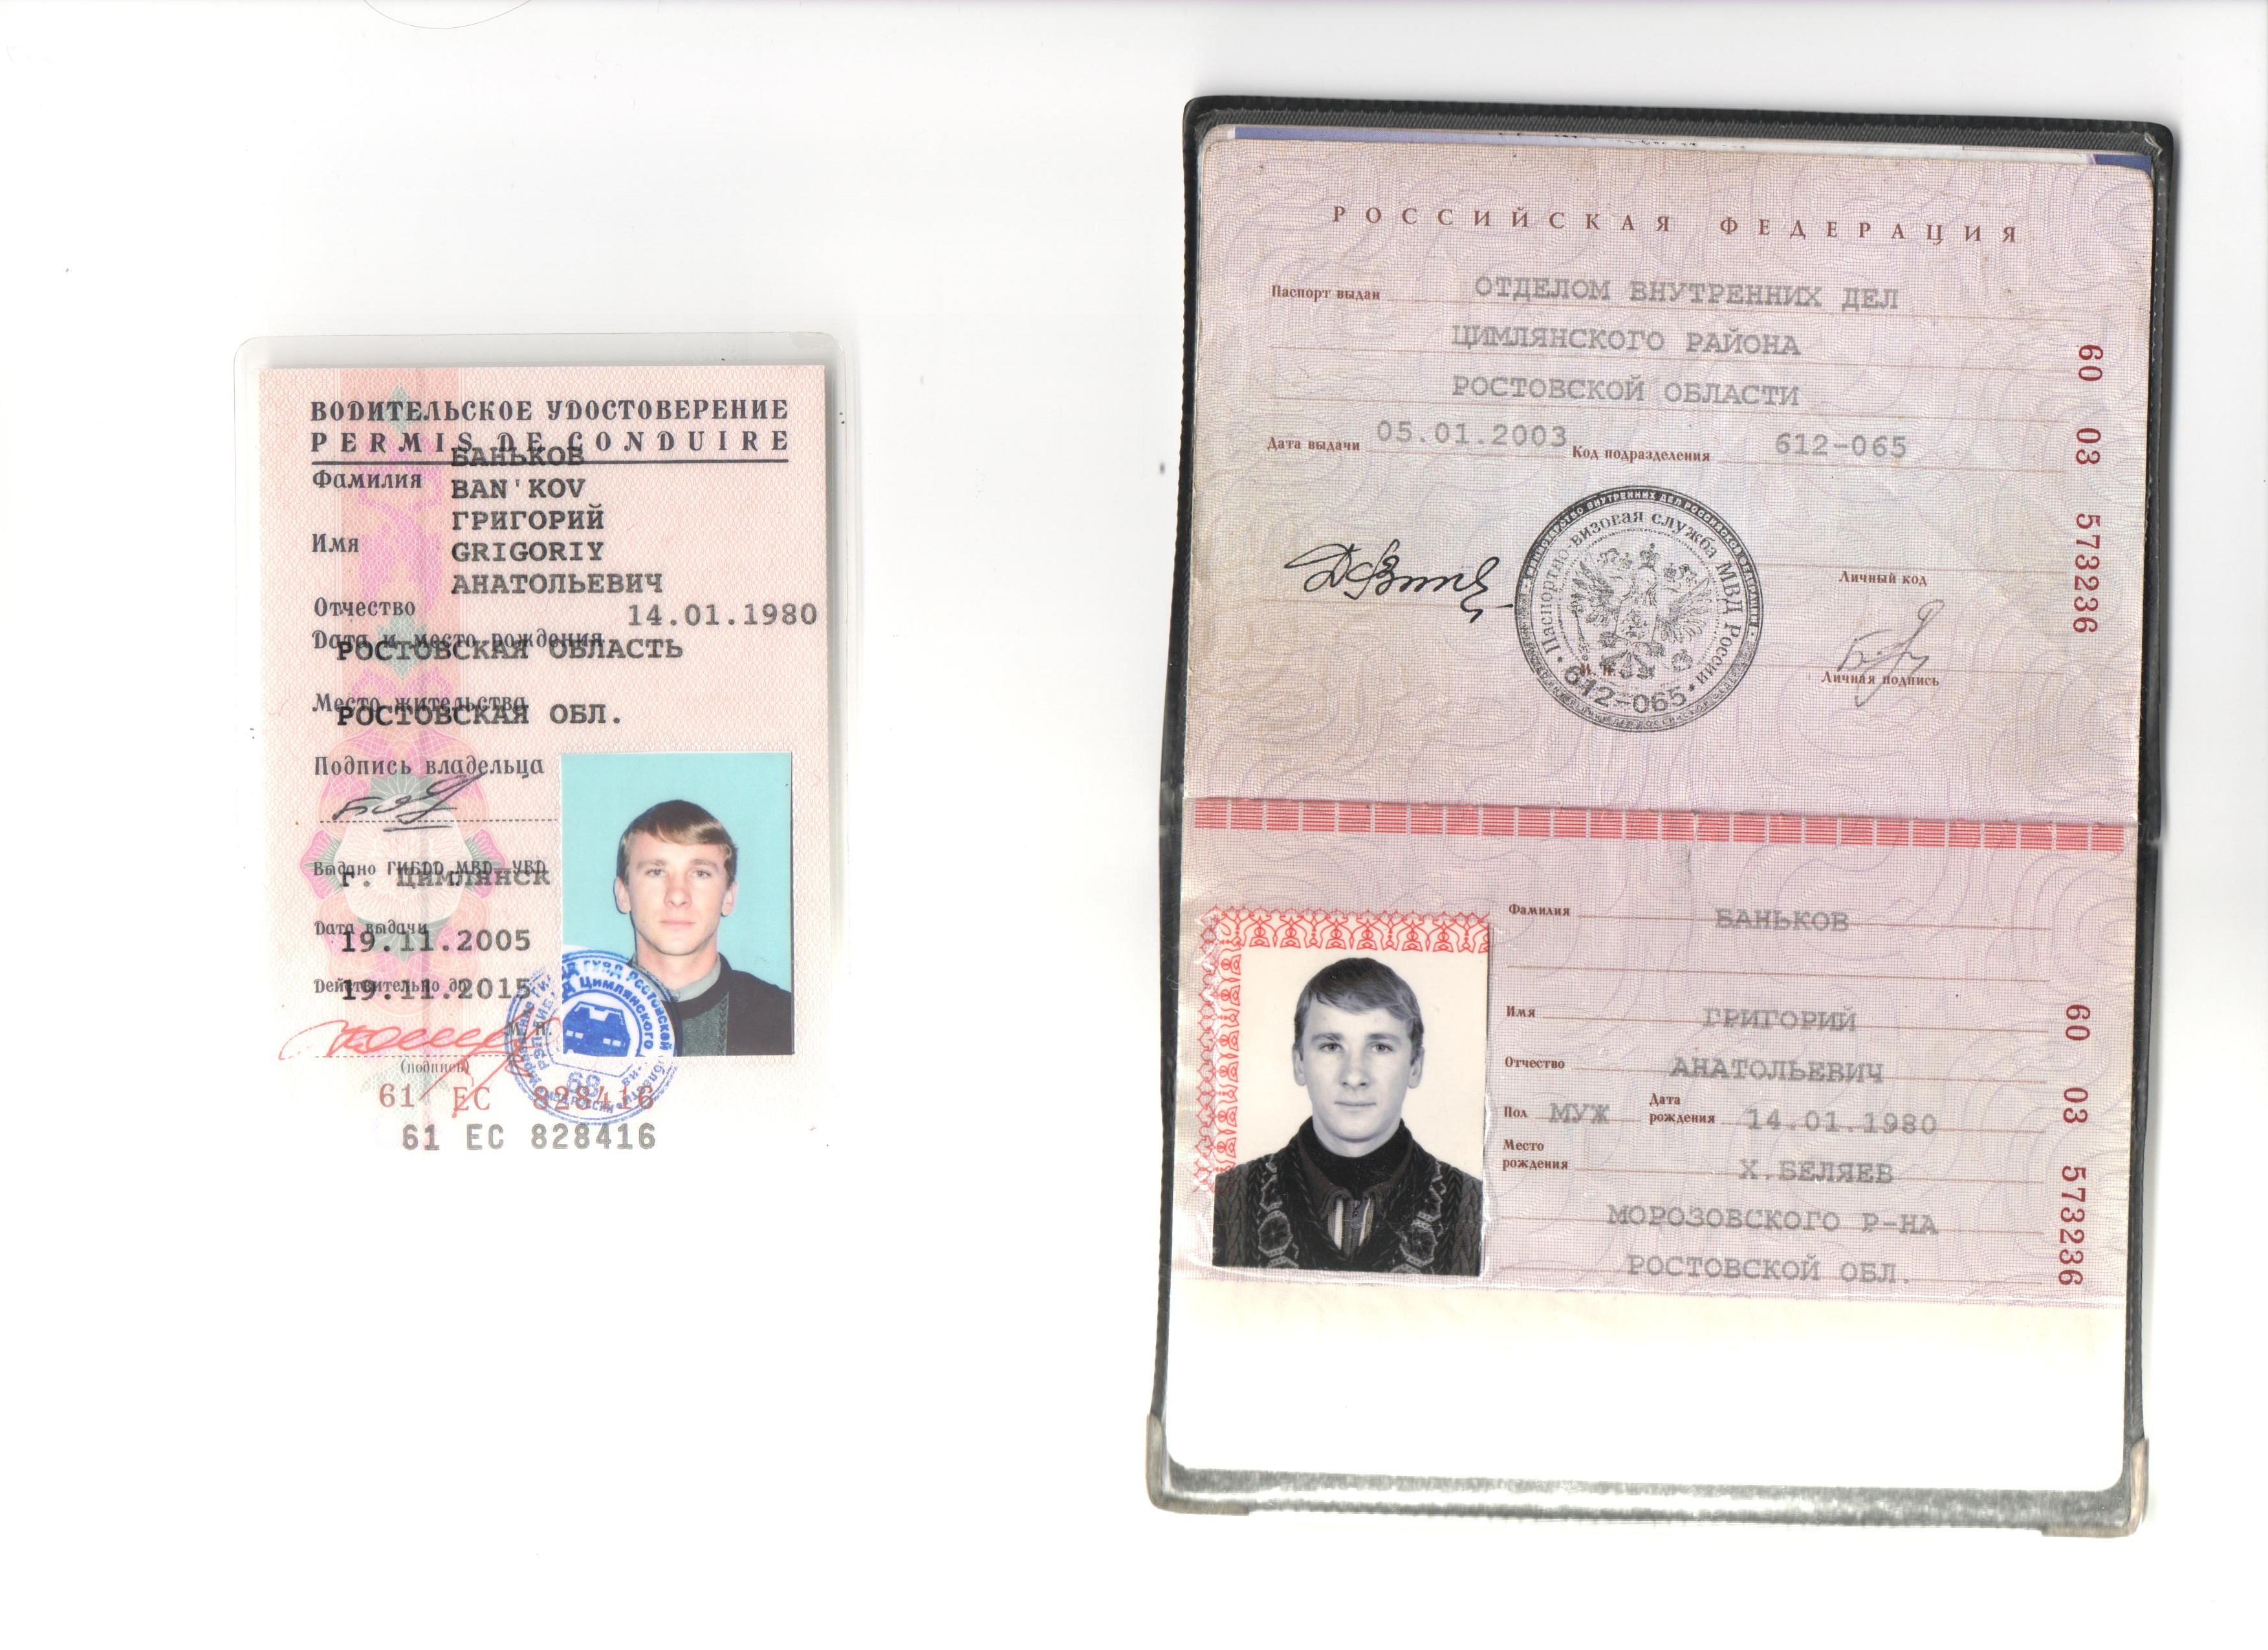 ВОДИТЕЛЬСКОЕ УДОСТОВЕРЕНИЕ
PERMIS DE CONDUIRE
БАНЬКОВ
Фамилия
BAN'KOV
ГРИГОРИЙ
Имя
GRIGORIY
АНАТОЛЬЕВИЧ
Отчество
14.01.1980
Дата и место рождения
РОСТОВСКАЯ ОБЛАСТЬ
Место жительства
РОСТОВСКАЯ ОБЛ.
Подпись владельца
Выдано ГИБДД МВД УВД
г. ЦИМЛЯНСК
Дата выдачи
19.11.2005
Действительно до
19.11.2015
М.П.
(подпись)
61 ЕС 828416
68
61 ЕС 828416
РОССИЙСКАЯ ФЕДЕРАЦИЯ
Паспорт выдан ОТДЕЛОМ ВНУТРЕННИХ ДЕЛ
ЦИМЛЯНСКОГО РАЙОНА
РОСТОВСКОЙ ОБЛАСТИ
Дата выдачи 05.01.2003 Код подразделения 612-065
Паспортно-визовая служба МВД России
612-065
Личный код
Личная подпись
60 03 573236
Фамилия БАНЬКОВ
Имя ГРИГОРИЙ
Отчество АНАТОЛЬЕВИЧ
Пол МУЖ Дата рождения 14.01.1980
Место рождения Х.БЕЛЯЕВ
МОРОЗОВСКОГО Р-НА
РОСТОВСКОЙ ОБЛ.
60 03 573236